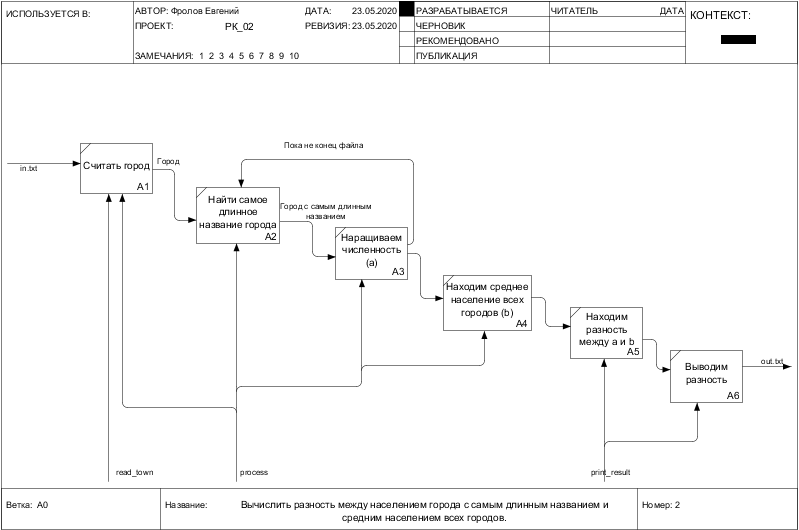 ИСПОЛЬЗУЕТСЯ В:
АВТОР: Фролов Евгений
ДАТА: 23.05.2020
ПРОЕКТ: РК_02
РЕВИЗИЯ: 23.05.2020
ЗАМЕЧАНИЯ: 1 2 3 4 5 6 7 8 9 10
РАЗРАБАТЫВАЕТСЯ
ЧЕРНОВИК
РЕКОМЕНДОВАНО
ПУБЛИКАЦИЯ
ЧИТАТЕЛЬ ДАТА
КОНТЕКСТ:
in.txt
Считать город
A1
Город
Пока не конец файла
Найти самое
длинное
название города
A2
Город с самым длинным
названием
Наращиваем
численность
(a)
A3
Находим среднее
население всех
городов (b)
A4
Находим
разность
между a и b
A5
Выводим
разность
A6
out.txt
read_town
process
print_result
Ветка: A0
Название:
Вычислить разность между населением города с самым длинным названием и
средним населением всех городов.
Номер: 2